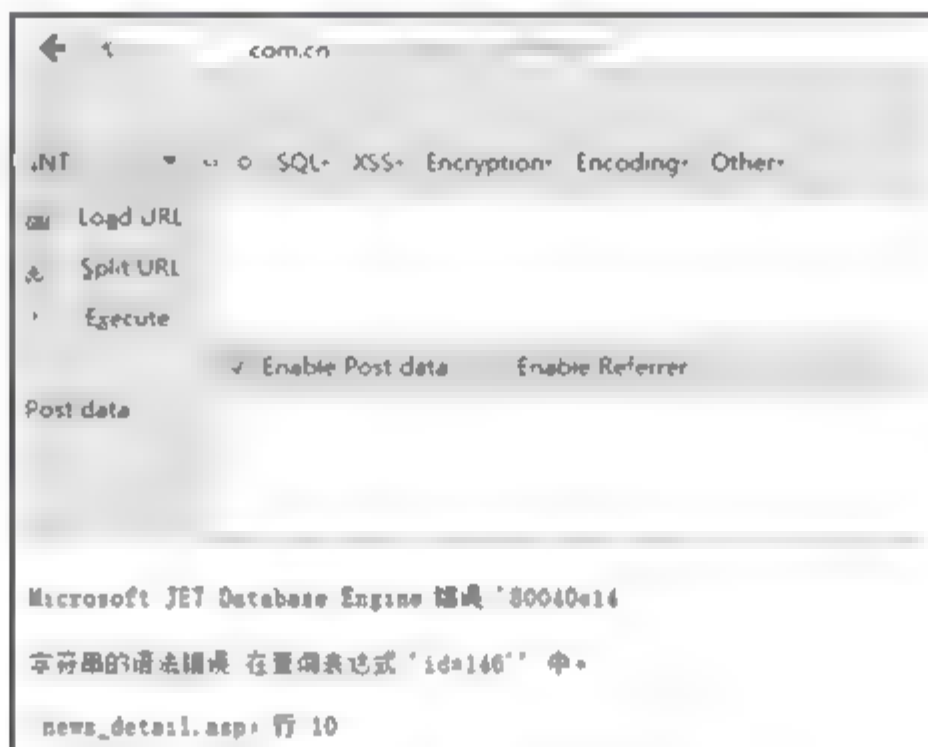 com.cn
INT SQL- XSS- Encryption- Encoding- Other-
Load URL
Split URL
Execute
Enable Post data Enable Referrer
Post data
Microsoft JET Database Engine 错误 '80040e14
字符串的语法错误 在查询表达式 'id=146'' 中。
news_detail.asp, 行 10